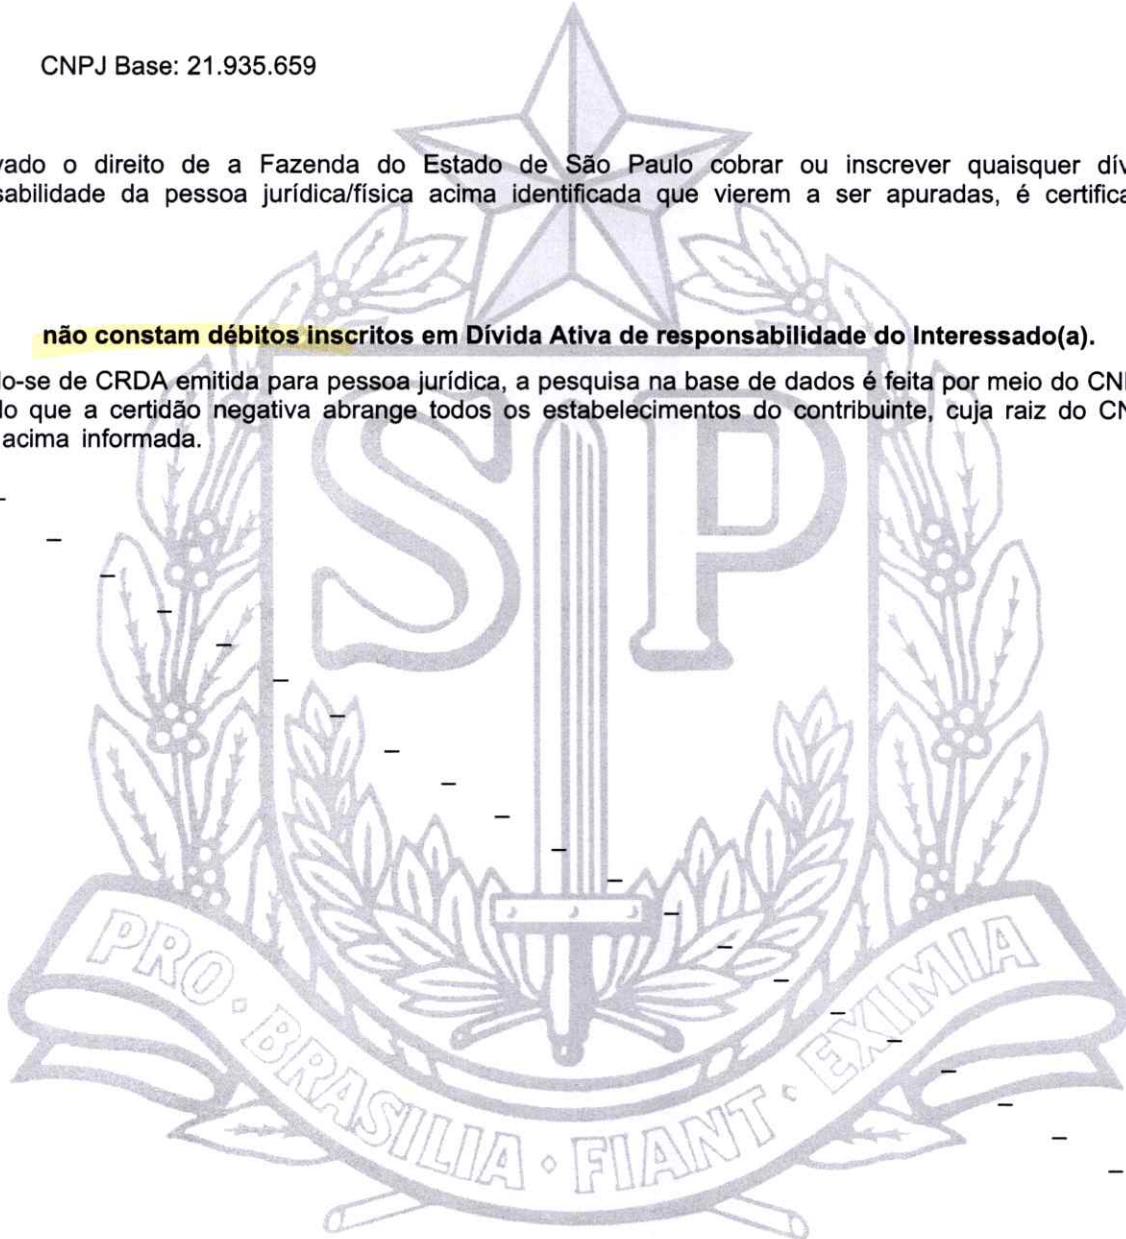 CNPJ Base: 21.935.659
vado o direito de a Fazenda do Estado de São Paulo cobrar ou inscrever quaisquer dív
sabilidade da pessoa jurídica/física acima identificada que vierem a ser apuradas, é certifica
não constam débitos inscritos em Dívida Ativa de responsabilidade do Interessado(a).
do-se de CRDA emitida para pessoa jurídica, a pesquisa na base de dados é feita por meio do CN
do que a certidão negativa abrange todos os estabelecimentos do contribuinte, cuja raiz do CN
acima informada.
SP
PRO BRASILIA FIANT EXIMIA